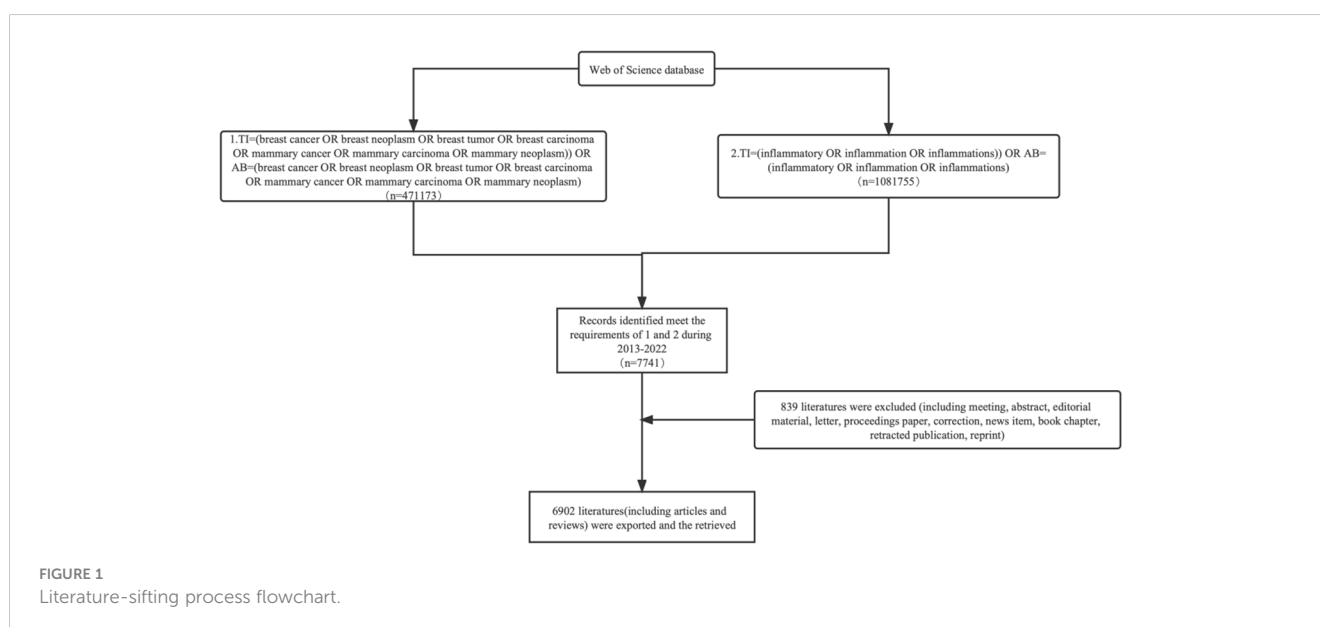 Web of Science database
1.TI=(breast cancer OR breast neoplasm OR breast tumor OR breast carcinoma
OR mammary cancer OR mammary carcinoma OR mammary neoplasm)) OR
AB=(breast cancer OR breast neoplasm OR breast tumor OR breast carcinoma
OR mammary cancer OR mammary carcinoma OR mammary neoplasm)
(n=471173)
2.TI=(inflammatory OR inflammation OR inflammations)) OR AB=
(inflammatory OR inflammation OR inflammations)
(n=1081755)
Records identified meet the
requirements of 1 and 2 during
2013-2022
(n=7741)
839 literatures were excluded (including meeting, abstract, editorial
material, letter, proceedings paper, correction, news item, book chapter,
retracted publication, reprint)
6902 literatures(including articles and
reviews) were exported and the retrieved
FIGURE 1
Literature-sifting process flowchart.